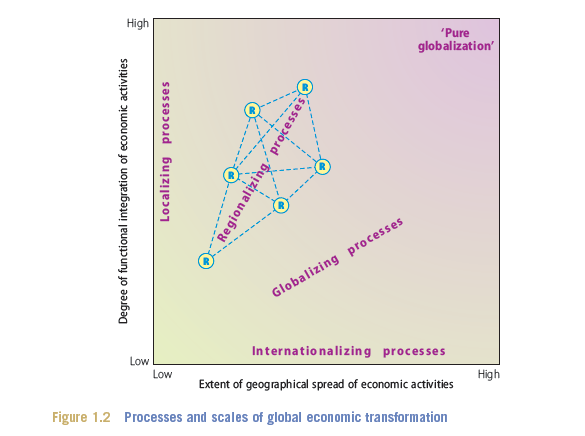 High
'Pure
globalization'
Degree of functional integration of economic activities
Localizing processes
Regionalizing processes
R
R
R
R
R
R
Globalizing processes
Internationalizing processes
Low
Low
High
Extent of geographical spread of economic activities
Figure 1.2 Processes and scales of global economic transformation